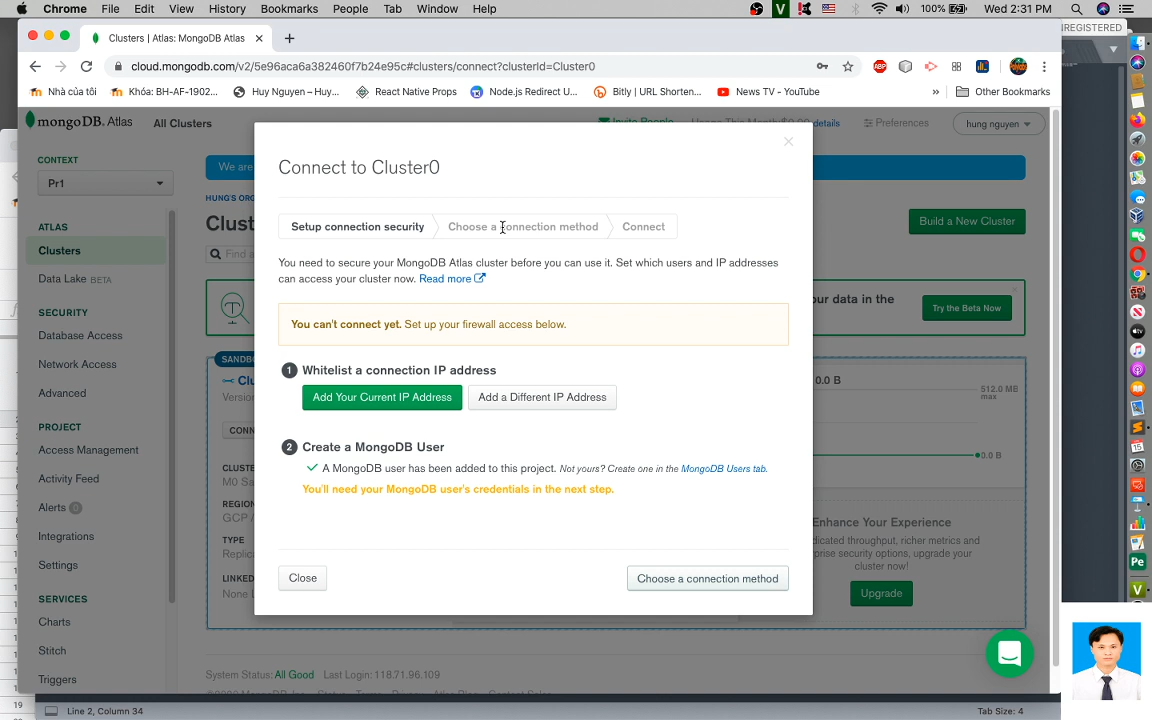 Chrome File Edit View History Bookmarks People Tab Window Help 100% Wed 2:31 PM
Clusters | Atlas: MongoDB Atlas
REGISTERED
cloud.mongodb.com/v2/5e96aca6a382460f7b24e95c#clusters/connect?clusterId=Cluster0
Nhà của tôi Khóa: BH-AF-1902... Huy Nguyen – Huy... React Native Props Node.js Redirect U... Bitly | URL Shorten... News TV - YouTube » Other Bookmarks
mongoDB. Atlas All Clusters Invite People Usage This Month: details Preferences hung nguyen
CONTEXT
Pr1
ATLAS
Clusters
Data Lake BETA
SECURITY
Database Access
Network Access
Advanced
PROJECT
Access Management
Activity Feed
Alerts 0
Integrations
Settings
SERVICES
Charts
Stitch
Triggers
We are
HUNG'S ORG
Clust
Find a
Build a New Cluster
our data in the
Try the Beta Now
SANDB
Clu
Version
CONN
CLUSTE
M0 Sa
REGION
GCP /
TYPE
Replic
LINKED
None L
0.0 B
512.0 MB
max
0.0 B
Enhance Your Experience
dicated throughput, richer metrics and
prise security options, upgrade your
cluster now!
Upgrade
Connect to Cluster0
Setup connection security Choose a connection method Connect
You need to secure your MongoDB Atlas cluster before you can use it. Set which users and IP addresses
can access your cluster now. Read more
You can't connect yet. Set up your firewall access below.
1 Whitelist a connection IP address
Add Your Current IP Address Add a Different IP Address
2 Create a MongoDB User
A MongoDB user has been added to this project. Not yours? Create one in the MongoDB Users tab.
You'll need your MongoDB user's credentials in the next step.
Close Choose a connection method
System Status: All Good Last Login: 118.71.96.109
Line 2, Column 34 Tab Size: 4